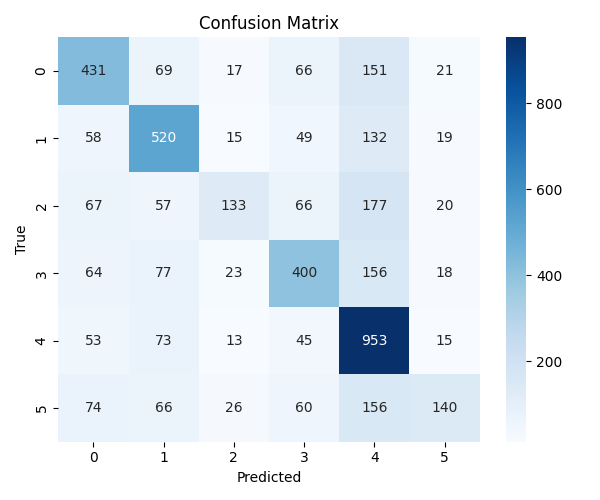 Confusion Matrix
True
0 431 69 17 66 151 21
1 58 520 15 49 132 19
2 67 57 133 66 177 20
3 64 77 23 400 156 18
4 53 73 13 45 953 15
5 74 66 26 60 156 140
0 1 2 3 4 5
Predicted
800
600
400
200